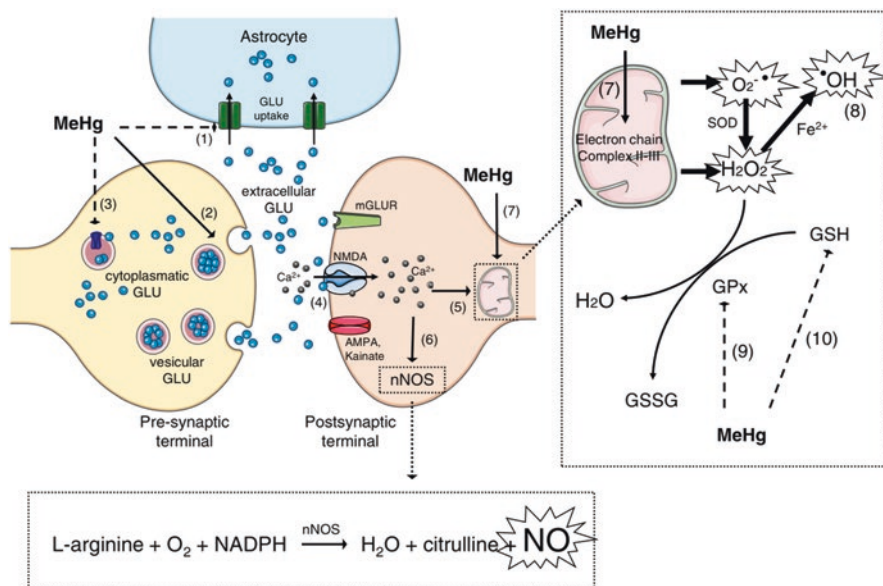 Astrocyte
GLU
uptake
MeHg
(1)
extracellular
GLU
(3)
(2)
cytoplasmatic
GLU
vesicular
GLU
Pre-synaptic
terminal
mGLUR
MeHg
(7)
NMDA
Ca²⁺
Ca²⁺
(4)
(5)
AMPA,
Kainate
(6)
nNOS
Postsynaptic
terminal
MeHg
(7)
Electron chain
Complex II-III
O₂⁻•
•OH
(8)
SOD
Fe²⁺
H₂O₂
GSH
H₂O
GPx
(9)
(10)
GSSG
MeHg
L-arginine + O₂ + NADPH nNOS H₂O + citrulline + NO